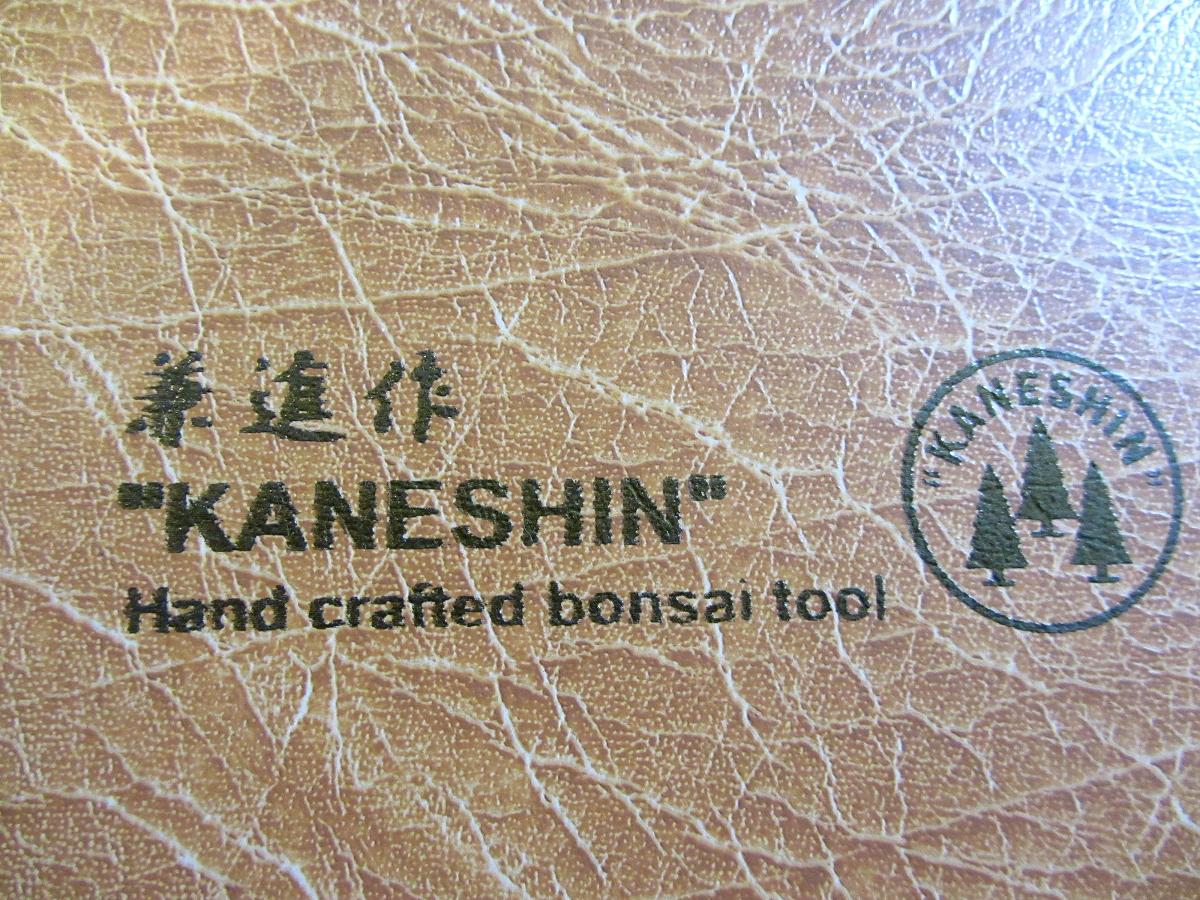 兼進作
"KANESHIN"
Hand crafted bonsai tool
"KANESHIN"